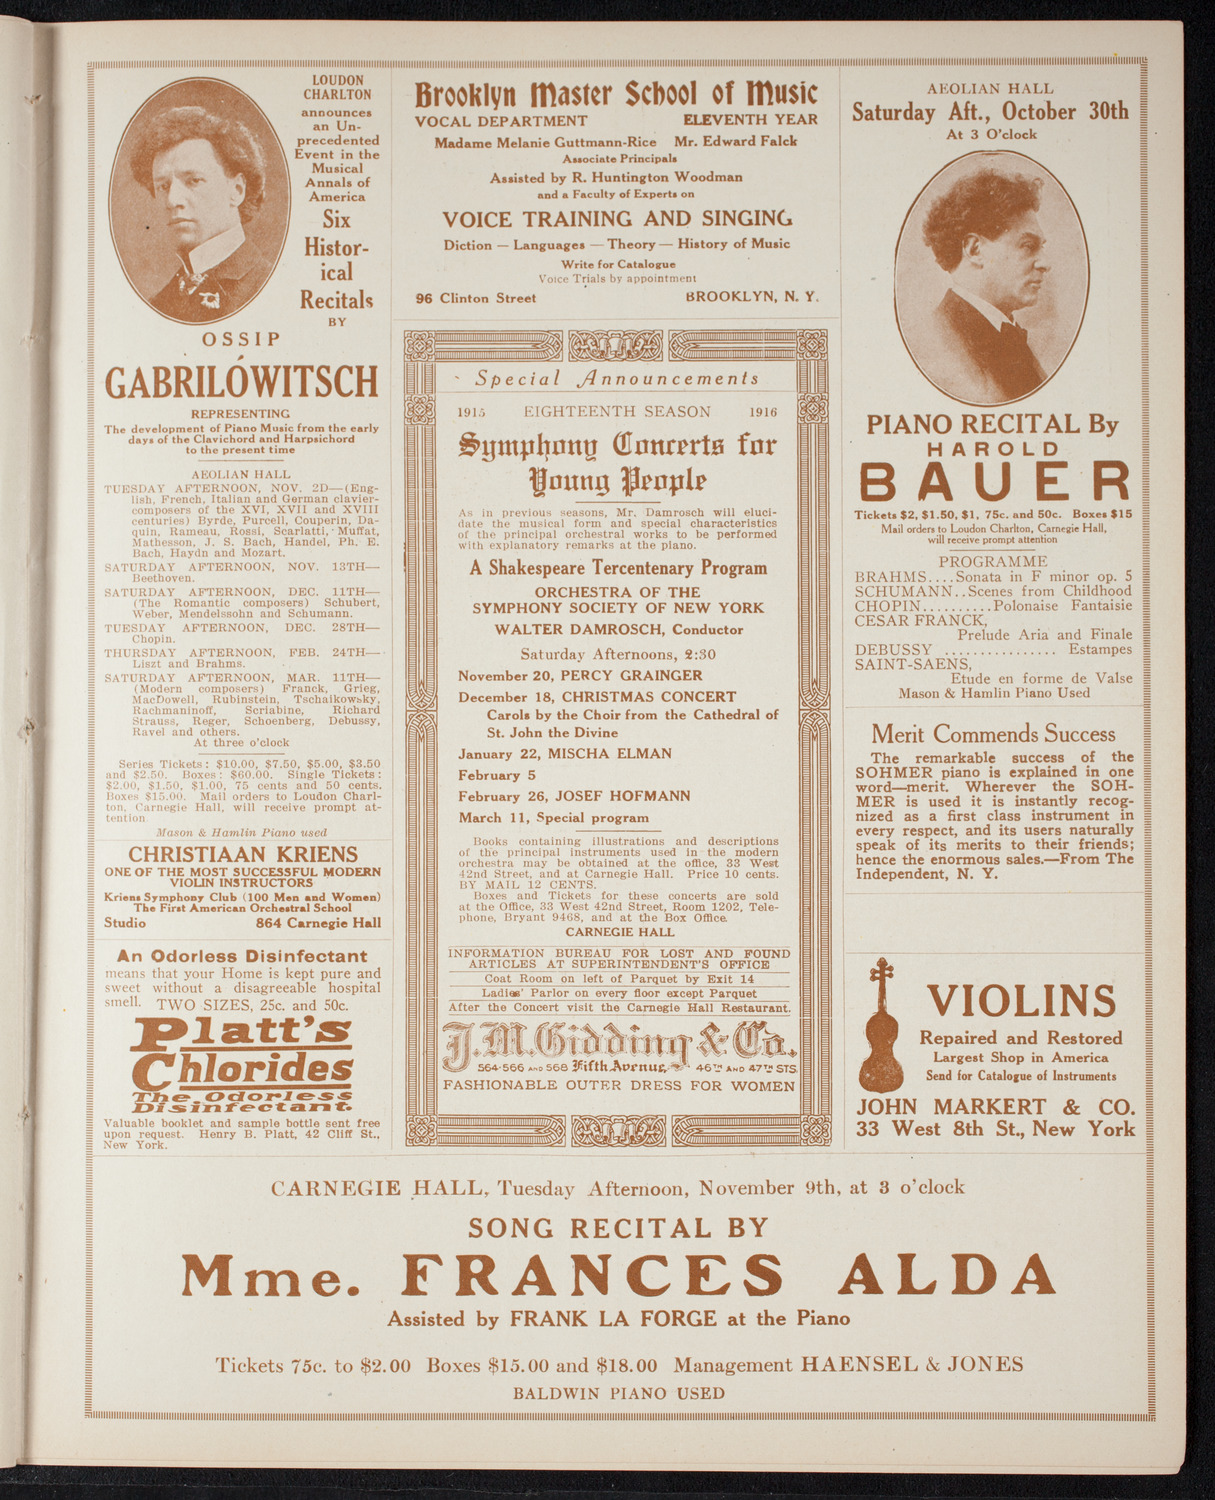 LOUDON
CHARLTON
announces
an Un-
precedented
Event in the
Musical
Annals of
America
Six
Histor-
ical
Recitals
BY
OSSIP
GABRILÓWITSCH
REPRESENTING
The development of Piano Music from the early
days of the Clavichord and Harpsichord
to the present time
AEOLIAN HALL
TUESDAY AFTERNOON, NOV. 2D—(Eng-
lish, French, Italian and German clavier-
composers of the XVI, XVII and XVIII
centuries) Byrde, Purcell, Couperin, Da-
quin, Rameau, Rossi, Scarlatti, Muffat,
Mathesson, J. S. Bach, Handel, Ph. E.
Bach, Haydn and Mozart.
SATURDAY AFTERNOON, NOV. 13TH—
Beethoven.
SATURDAY AFTERNOON, DEC. 11TH—
(The Romantic composers) Schubert,
Weber, Mendelssohn and Schumann.
TUESDAY AFTERNOON, DEC. 28TH—
Chopin.
THURSDAY AFTERNOON, FEB. 24TH—
Liszt and Brahms.
SATURDAY AFTERNOON, MAR. 11TH—
(Modern composers) Franck, Grieg,
MacDowell, Rubinstein, Tschaikowsky,
Rachmaninoff, Scriabine, Richard
Strauss, Reger, Schoenberg, Debussy,
Ravel and others.
At three o'clock
Series Tickets: $10.00, $7.50, $5.00, $3.50
and $2.50. Boxes: $60.00. Single Tickets:
$2.00, $1.50, $1.00, 75 cents and 50 cents.
Boxes $15.00. Mail orders to Loudon Charl-
ton, Carnegie Hall, will receive prompt at-
tention
Mason & Hamlin Piano used
CHRISTIAAN KRIENS
ONE OF THE MOST SUCCESSFUL MODERN
VIOLIN INSTRUCTORS
Kriens Symphony Club (100 Men and Women)
The First American Orchestral School
Studio 864 Carnegie Hall
An Odorless Disinfectant
means that your Home is kept pure and
sweet without a disagreeable hospital
smell. TWO SIZES, 25c. and 50c.
Platt's
Chlorides
The Odorless
Disinfectant.
Valuable booklet and sample bottle sent free
upon request. Henry B. Platt, 42 Cliff St.,
New York.
Brooklyn Master School of Music
VOCAL DEPARTMENT ELEVENTH YEAR
Madame Melanie Guttmann-Rice Mr. Edward Falck
Associate Principals
Assisted by R. Huntington Woodman
and a Faculty of Experts on
VOICE TRAINING AND SINGING
Diction — Languages — Theory — History of Music
Write for Catalogue
Voice Trials by appointment
96 Clinton Street BROOKLYN, N. Y.
Special Announcements
1915 EIGHTEENTH SEASON 1916
Symphony Concerts for
Young People
As in previous seasons, Mr. Damrosch will eluci-
date the musical form and special characteristics
of the principal orchestral works to be performed
with explanatory remarks at the piano.
A Shakespeare Tercentenary Program
ORCHESTRA OF THE
SYMPHONY SOCIETY OF NEW YORK
WALTER DAMROSCH, Conductor
Saturday Afternoons, 2:30
November 20, PERCY GRAINGER
December 18, CHRISTMAS CONCERT
Carols by the Choir from the Cathedral of
St. John the Divine
January 22, MISCHA ELMAN
February 5
February 26, JOSEF HOFMANN
March 11, Special program
Books containing illustrations and descriptions
of the principal instruments used in the modern
orchestra may be obtained at the office, 33 West
42nd Street, and at Carnegie Hall. Price 10 cents.
BY MAIL 12 CENTS.
Boxes and Tickets for these concerts are sold
at the Office, 33 West 42nd Street, Room 1202, Tele-
phone, Bryant 9468, and at the Box Office.
CARNEGIE HALL
INFORMATION BUREAU FOR LOST AND FOUND
ARTICLES AT SUPERINTENDENT'S OFFICE
Coat Room on left of Parquet by Exit 14
Ladies' Parlor on every floor except Parquet
After the Concert visit the Carnegie Hall Restaurant.
J. M. Gidding & Co.
564-566 AND 568 Fifth Avenue 46TH AND 47TH STS.
FASHIONABLE OUTER DRESS FOR WOMEN
AEOLIAN HALL
Saturday Aft., October 30th
At 3 O'clock
PIANO RECITAL By
HAROLD
BAUER
Tickets $2, $1.50, $1, 75c. and 50c. Boxes $15
Mail orders to Loudon Charlton, Carnegie Hall,
will receive prompt attention
PROGRAMME
BRAHMS....Sonata in F minor op. 5
SCHUMANN..Scenes from Childhood
CHOPIN..........Polonaise Fantaisie
CESAR FRANCK,
Prelude Aria and Finale
DEBUSSY ................ Estampes
SAINT-SAENS,
Etude en forme de Valse
Mason & Hamlin Piano Used
Merit Commends Success
The remarkable success of the
SOHMER piano is explained in one
word—merit. Wherever the SOH-
MER is used it is instantly recog-
nized as a first class instrument in
every respect, and its users naturally
speak of its merits to their friends;
hence the enormous sales.—From The
Independent, N. Y.
VIOLINS
Repaired and Restored
Largest Shop in America
Send for Catalogue of Instruments
JOHN MARKERT & CO.
33 West 8th St., New York
CARNEGIE HALL, Tuesday Afternoon, November 9th, at 3 o'clock
SONG RECITAL BY
Mme. FRANCES ALDA
Assisted by FRANK LA FORGE at the Piano
Tickets 75c. to $2.00 Boxes $15.00 and $18.00 Management HAENSEL & JONES
BALDWIN PIANO USED